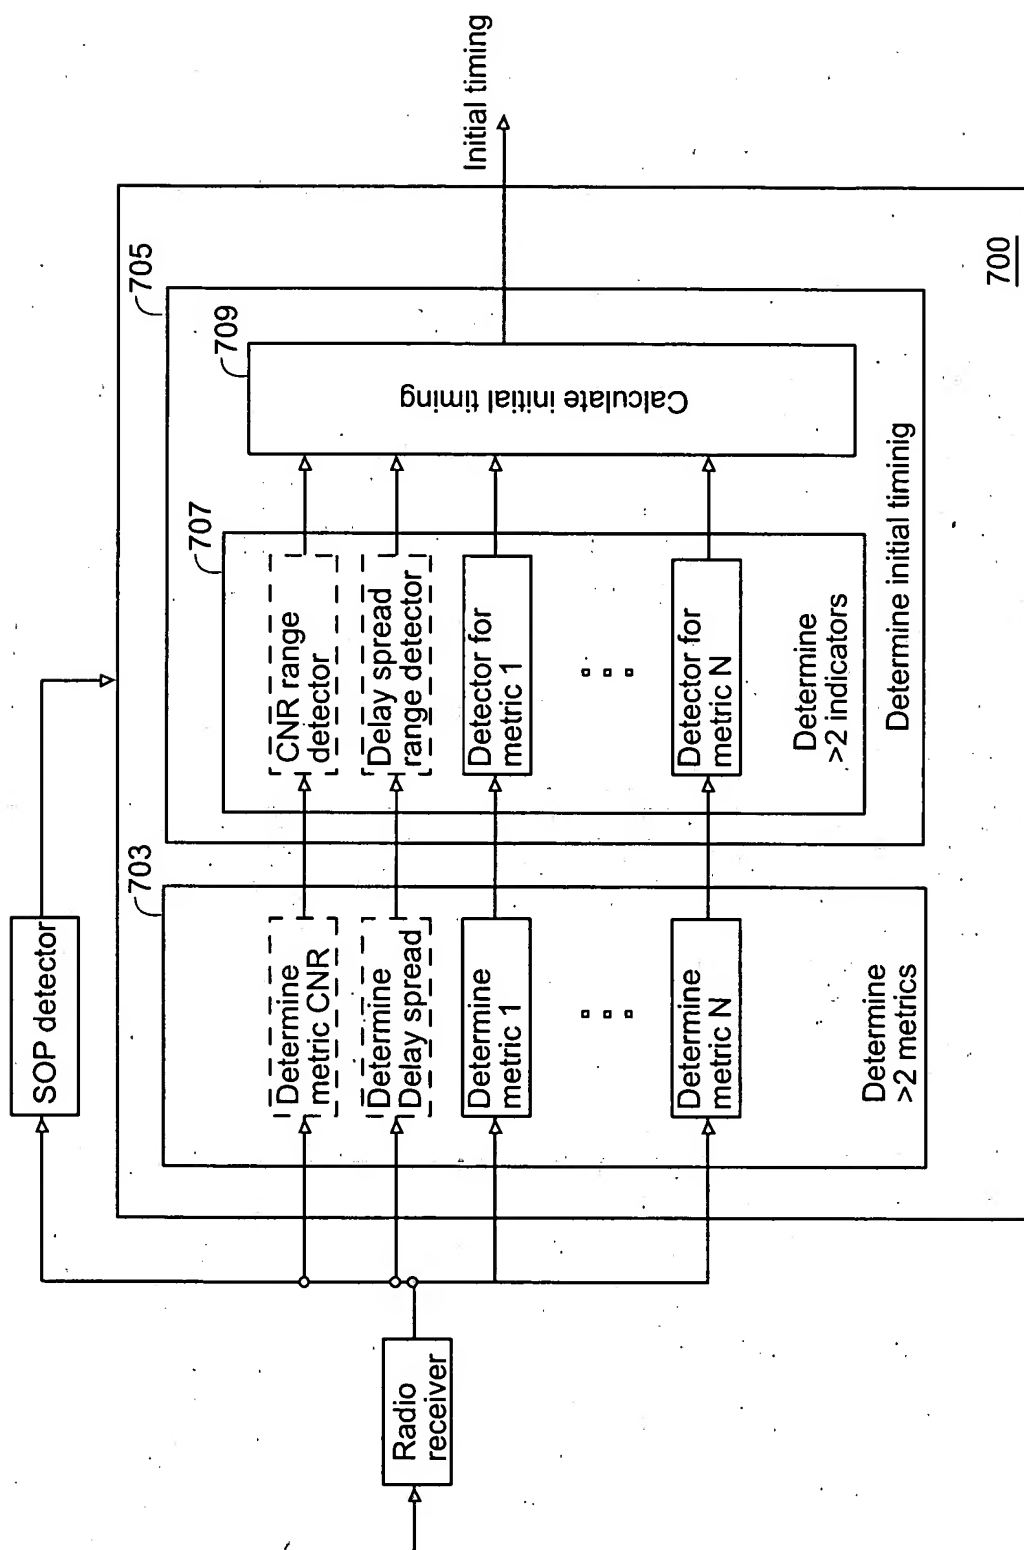 Radio
receiver
SOP detector
703
Determine
metric CNR
Determine
Delay spread
Determine
metric 1
Determine
metric N
Determine
>2 metrics
705
707
CNR range
detector
Delay spread
range detector
Detector for
metric 1
Detector for
metric N
Determine
>2 indicators
709
Calculate initial timing
Determine initial timinig
Initial timing
700